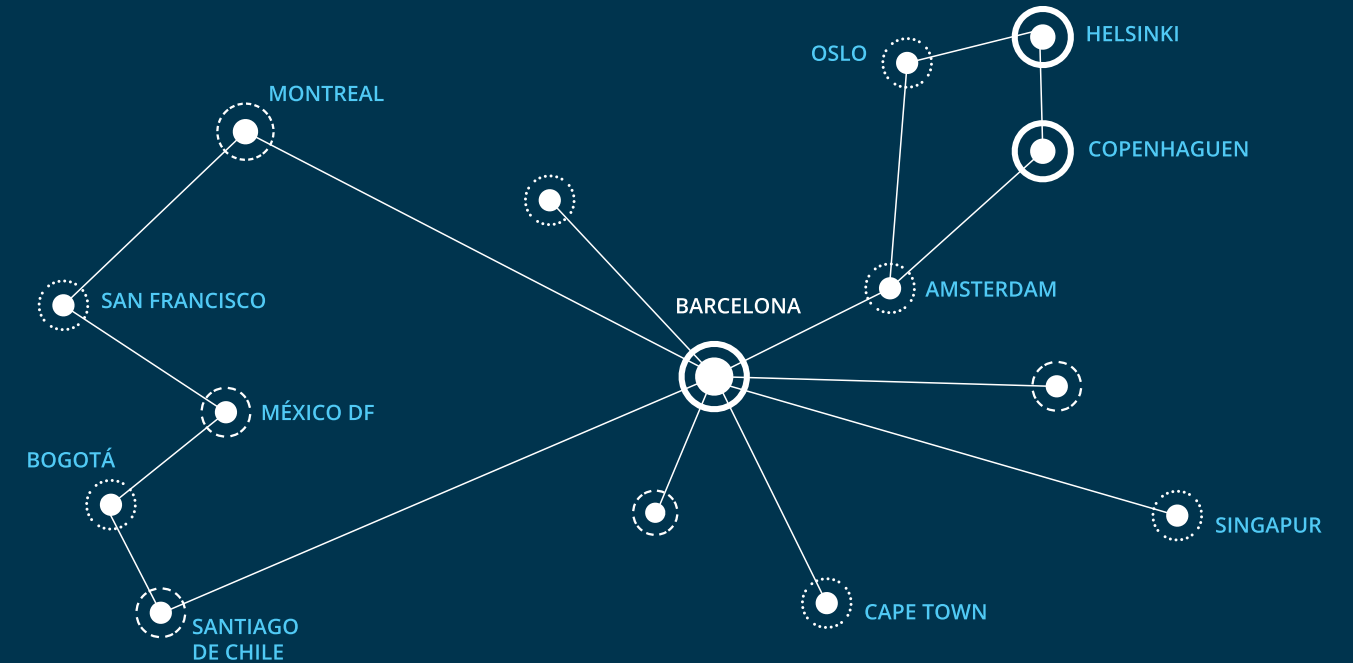 HELSINKI
OSLO
MONTREAL
COPENHAGUEN
AMSTERDAM
SAN FRANCISCO
BARCELONA
MÉXICO DF
BOGOTÁ
SINGAPUR
CAPE TOWN
SANTIAGO
DE CHILE